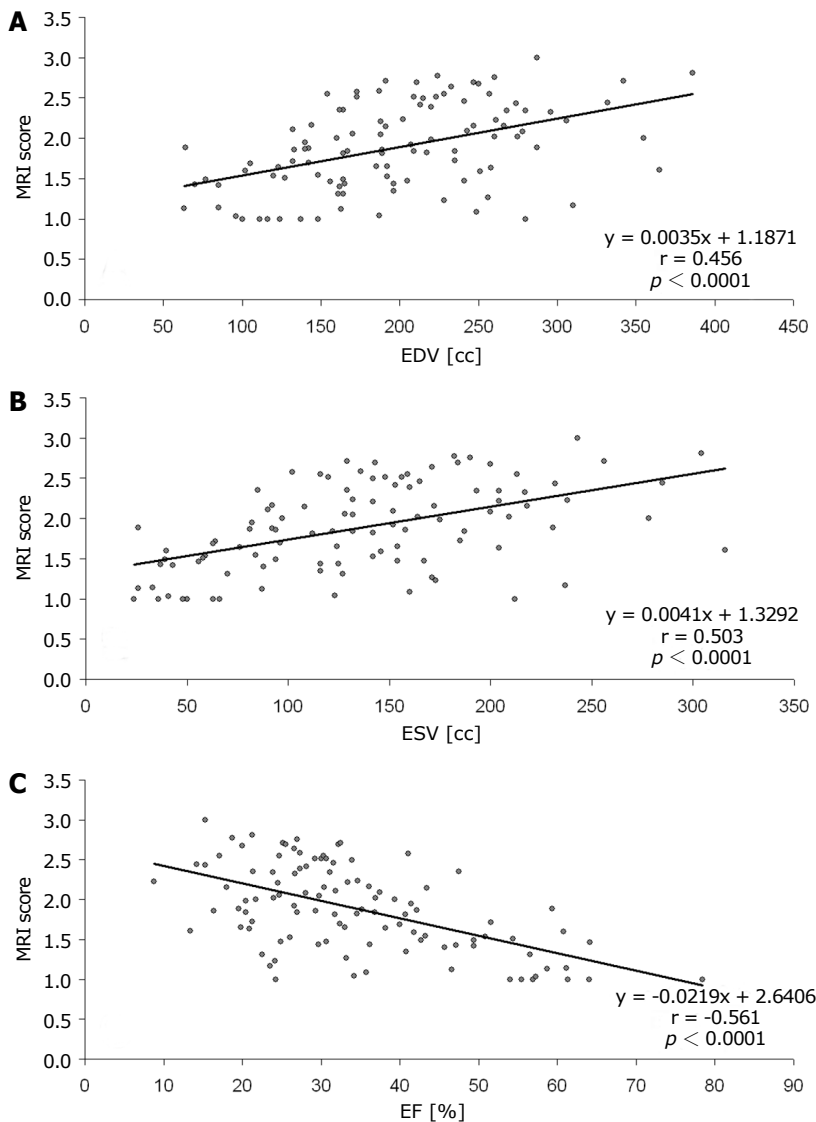 A
3.5
3.0
2.5
2.0
1.5
1.0
0.5
0.0
MRI score
y = 0.0035x + 1.1871
r = 0.456
p < 0.0001
0 50 100 150 200 250 300 350 400 450
EDV [cc]
B
3.5
3.0
2.5
2.0
1.5
1.0
0.5
0.0
MRI score
y = 0.0041x + 1.3292
r = 0.503
p < 0.0001
0 50 100 150 200 250 300 350
ESV [cc]
C
3.5
3.0
2.5
2.0
1.5
1.0
0.5
0.0
MRI score
y = -0.0219x + 2.6406
r = -0.561
p < 0.0001
0 10 20 30 40 50 60 70 80 90
EF [%]